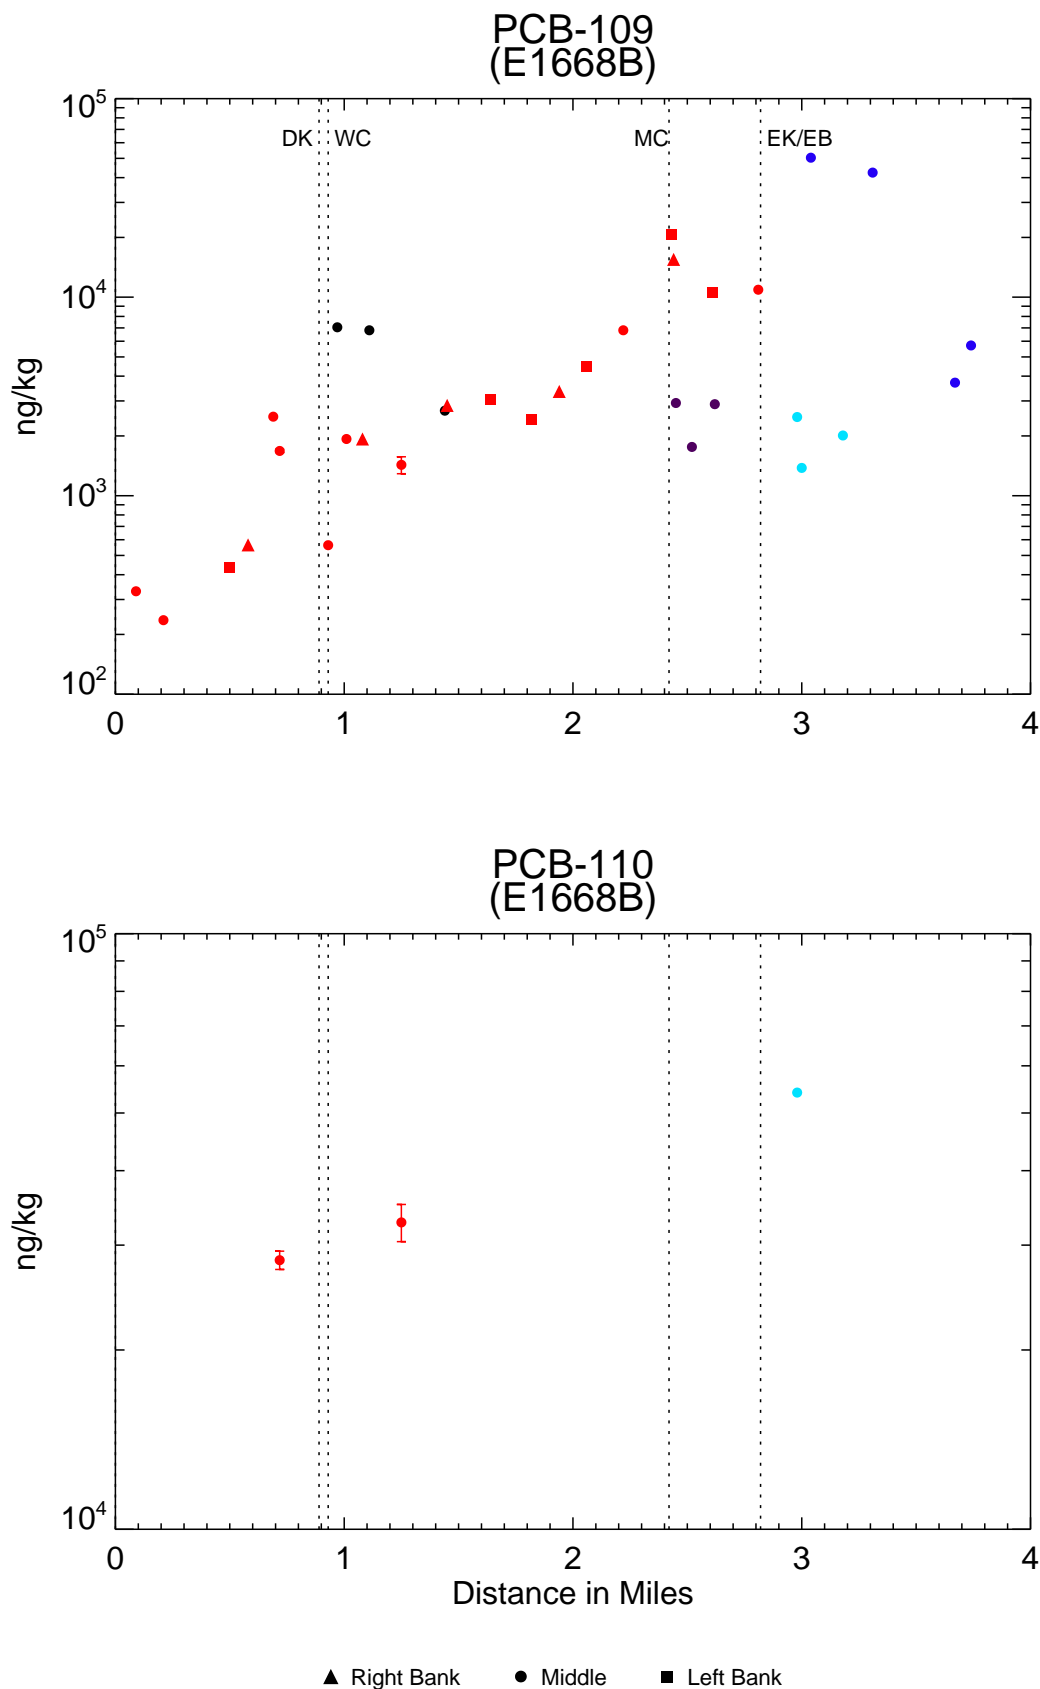 PCB-109
(E1668B)
10^5
DK WC MC EK/EB
10^4
ng/kg
10^3
10^2
0 1 2 3 4
PCB-110
(E1668B)
10^5
ng/kg
10^4
0 1 2 3 4
Distance in Miles
Right Bank Middle Left Bank